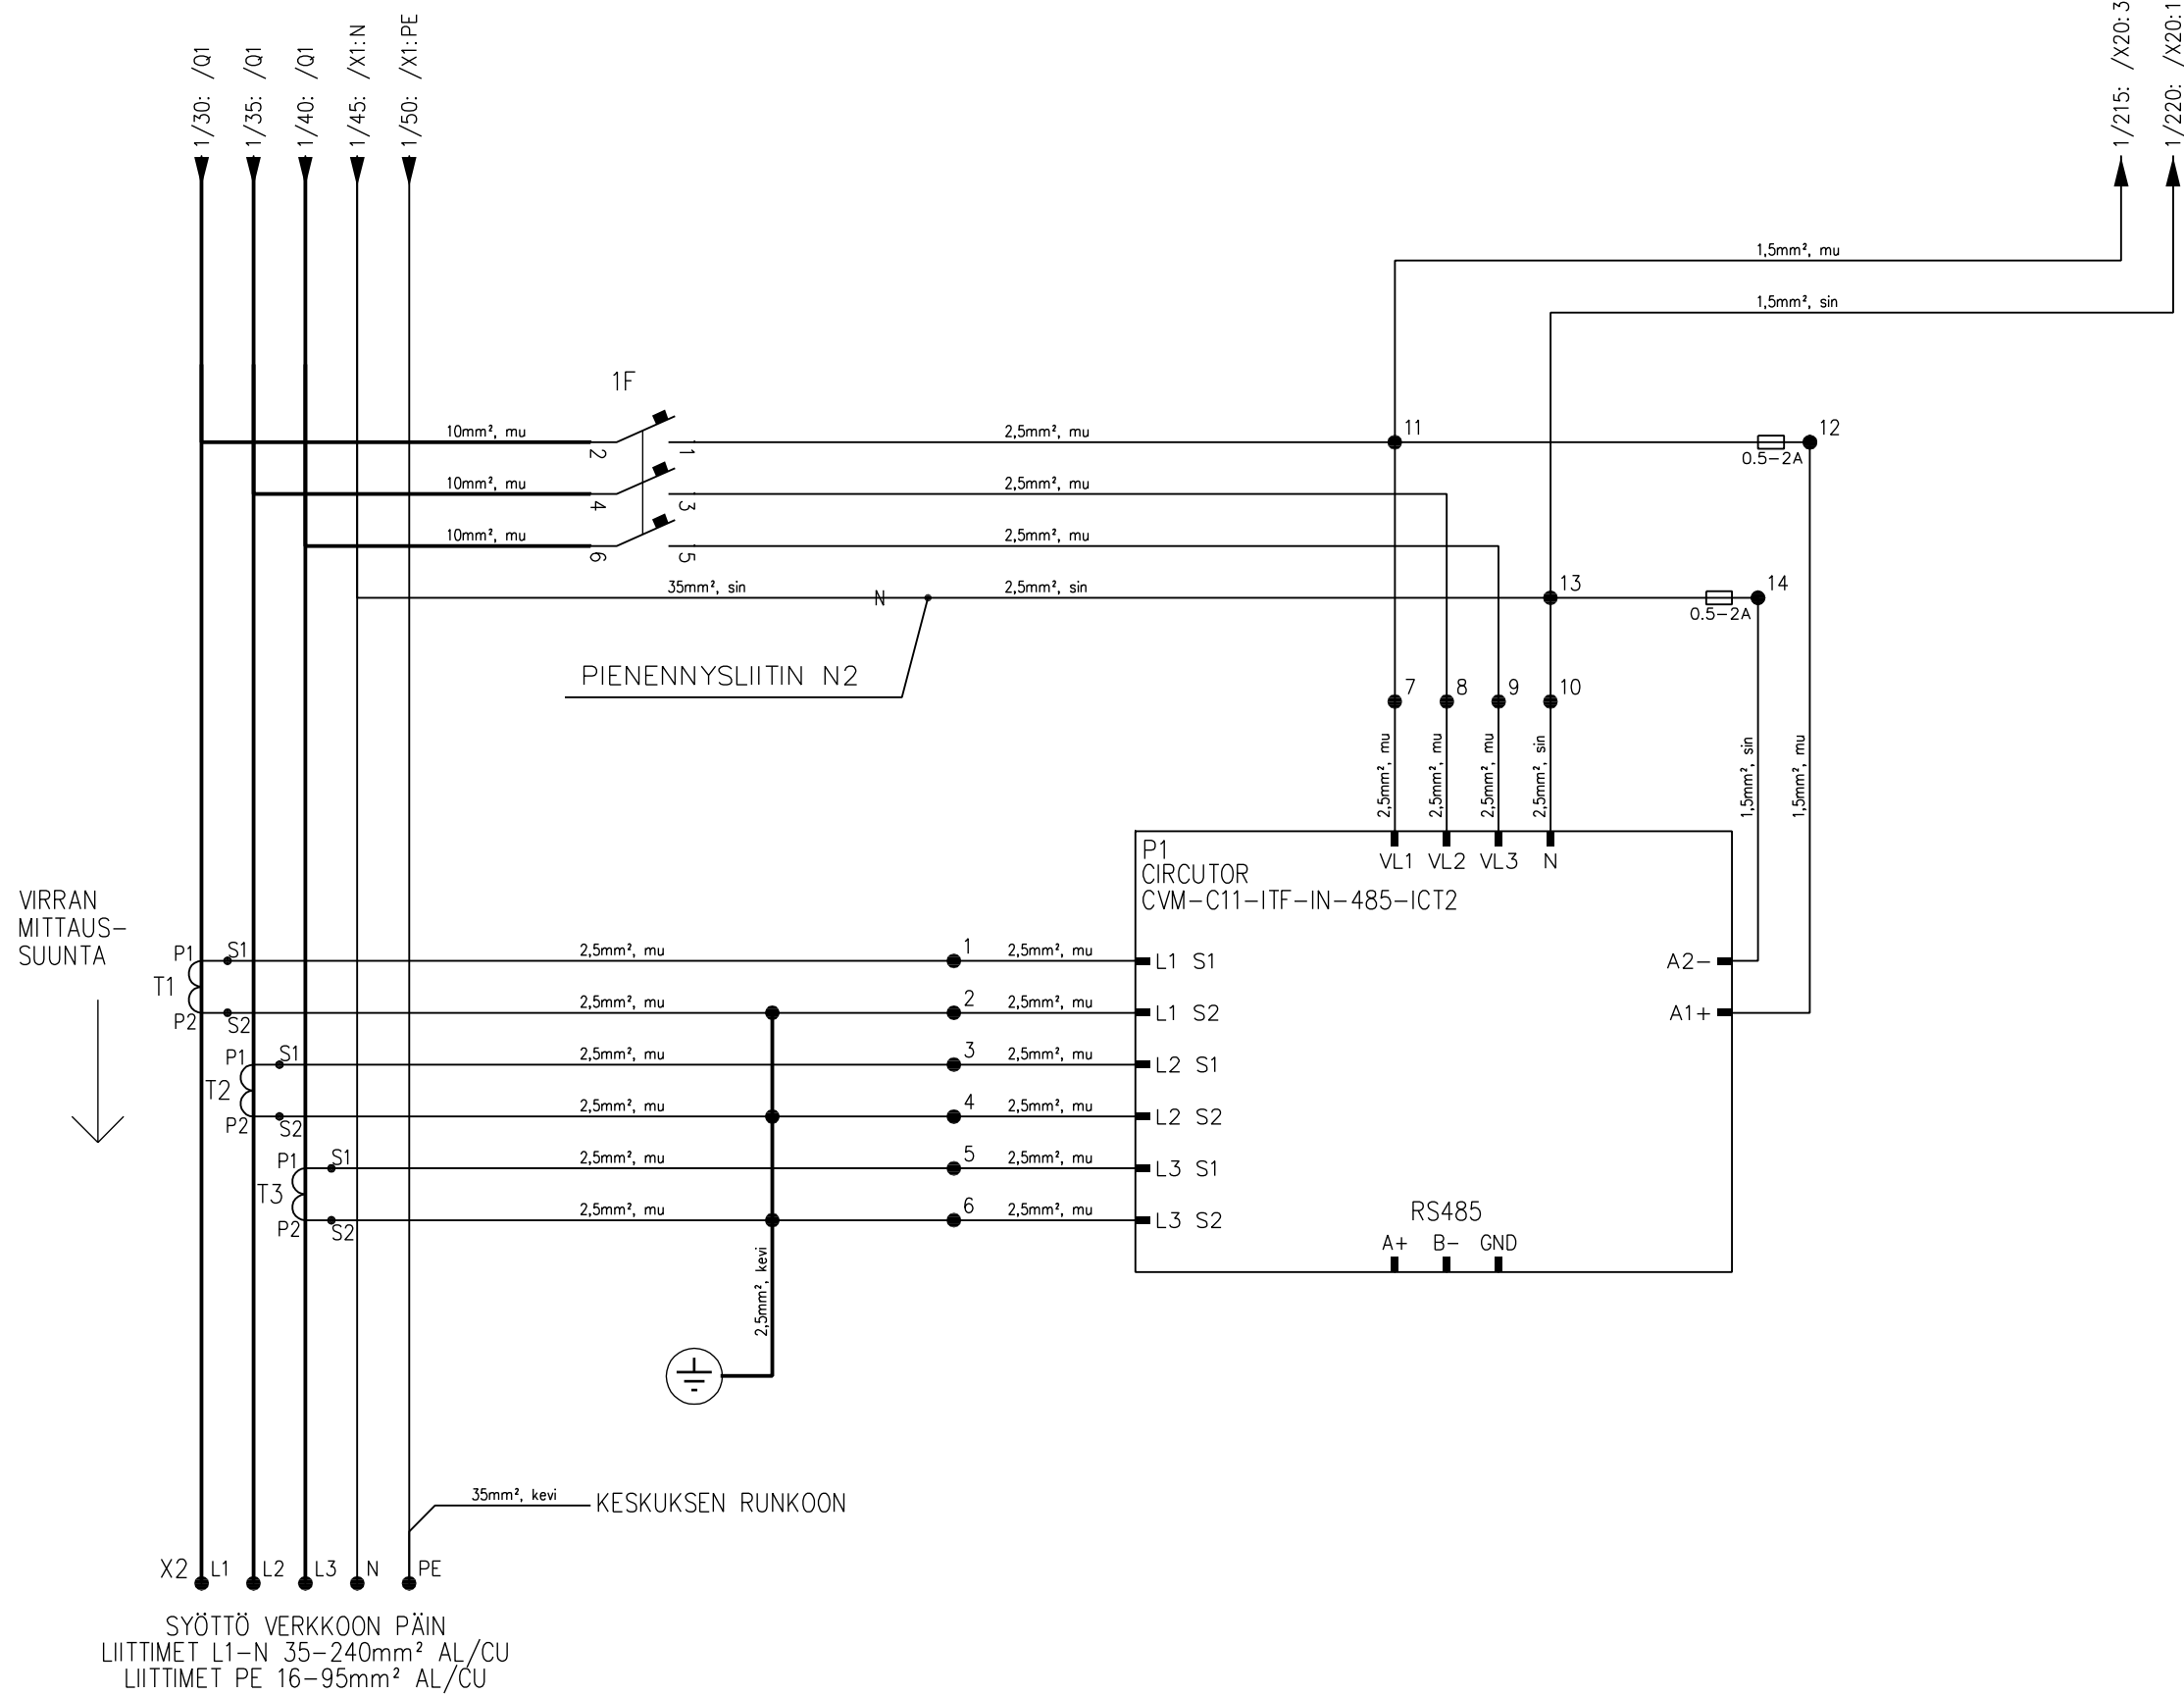 1/30: /Q1
1/35: /Q1
1/40: /Q1
1/45: /X1:N
1/50: /X1:PE
1/215: /X20:3
1/220: /X20:1
1,5mm², mu
1,5mm², sin
1F
10mm², mu
2
1
2,5mm², mu
11
12
0.5-2A
10mm², mu
4
3
2,5mm², mu
10mm², mu
6
5
2,5mm², mu
35mm², sin
N
2,5mm², sin
13
14
0.5-2A
PIENENNYSLIITIN N2
7
8
9
10
2,5mm², mu
2,5mm², mu
2,5mm², mu
2,5mm², sin
1,5mm², sin
1,5mm², mu
P1
CIRCUTOR
CVM-C11-ITF-IN-485-ICT2
VL1
VL2
VL3
N
VIRRAN
MITTAUS-
SUUNTA
P1
S1
T1
P2
S2
2,5mm², mu
1
2,5mm², mu
L1 S1
A2-
2,5mm², mu
2
2,5mm², mu
L1 S2
A1+
P1
S1
T2
P2
S2
2,5mm², mu
3
2,5mm², mu
L2 S1
2,5mm², mu
4
2,5mm², mu
L2 S2
P1
S1
T3
P2
S2
2,5mm², mu
5
2,5mm², mu
L3 S1
2,5mm², mu
6
2,5mm², mu
L3 S2
RS485
A+
B-
GND
2,5mm², kevi
35mm², kevi
KESKUKSEN RUNKOON
X2
L1
L2
L3
N
PE
SYÖTTÖ VERKKOON PÄIN
LIITTIMET L1-N 35-240mm² AL/CU
LIITTIMET PE 16-95mm² AL/CU